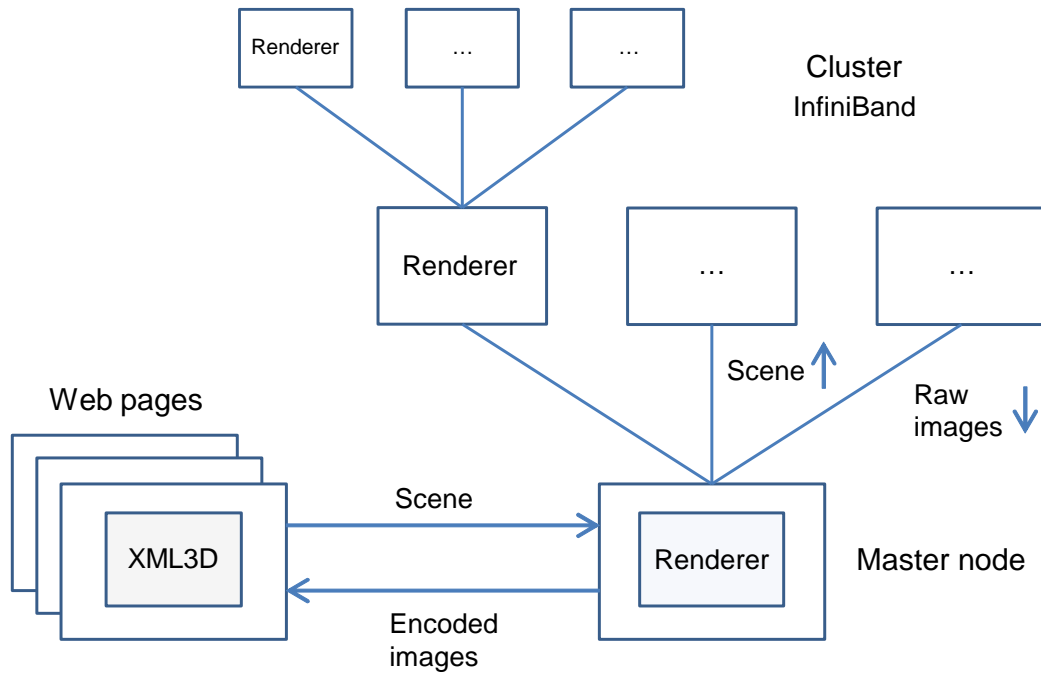 Renderer
…
…
Cluster
InfiniBand
Renderer
…
…
Scene
Raw
images
Web pages
Scene
XML3D
Renderer
Master node
Encoded
images